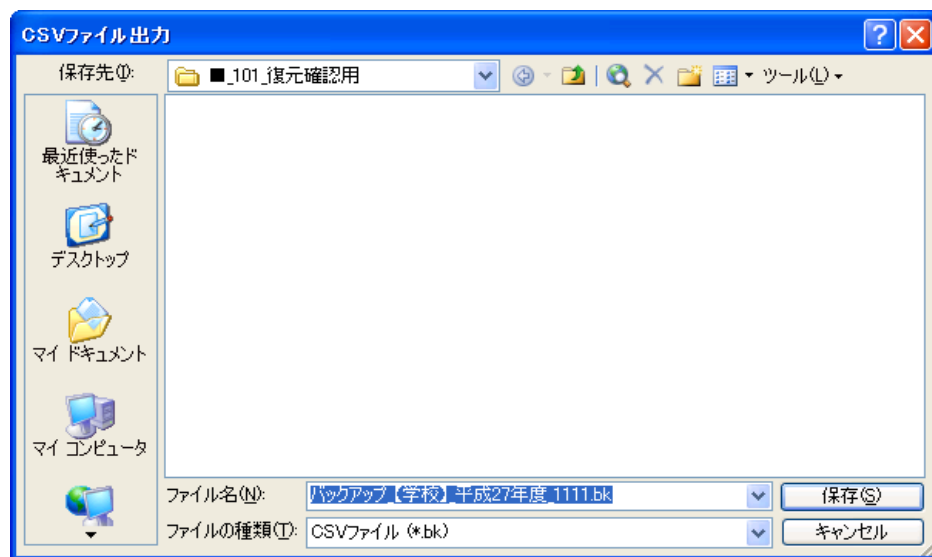 CSVファイル出力
保存先(I):
■_101_復元確認用
ツール(L)
最近使ったド
キュメント
デスクトップ
マイ ドキュメント
マイ コンピュータ
ファイル名(N):
バックアップ_【学校】_平成27年度_1111.bk
保存(S)
ファイルの種類(T):
CSVファイル (*.bk)
キャンセル